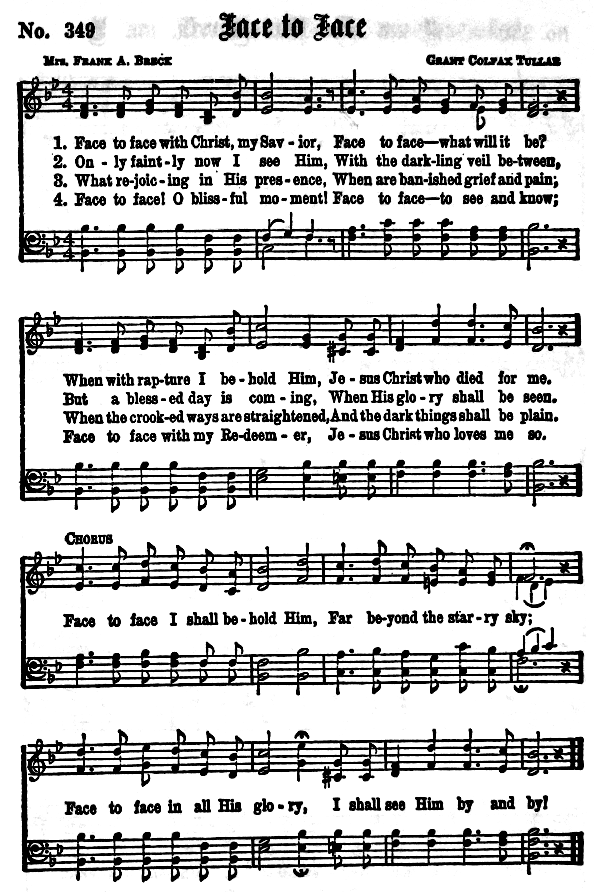 No. 349
Face to Face
Mrs. Frank A. Breck
Grant Colfax Tullar
1. Face to face with Christ, my Sav - ior, Face to face—what will it be?
2. On - ly faint - ly now I see Him, With the dark-ling veil be-tween,
3. What re-joic - ing in His pres - ence, When are ban-ished grief and pain;
4. Face to face! O bliss - ful mo - ment! Face to face—to see and know;
When with rap-ture I be - hold Him, Je - sus Christ who died for me.
But a bless - ed day is com - ing, When His glo - ry shall be seen.
When the crook-ed ways are straightened, And the dark things shall be plain.
Face to face with my Re-deem - er, Je - sus Christ who loves me so.
Chorus
Face to face I shall be - hold Him, Far be-yond the star - ry sky;
Face to face in all His glo - ry, I shall see Him by and by!